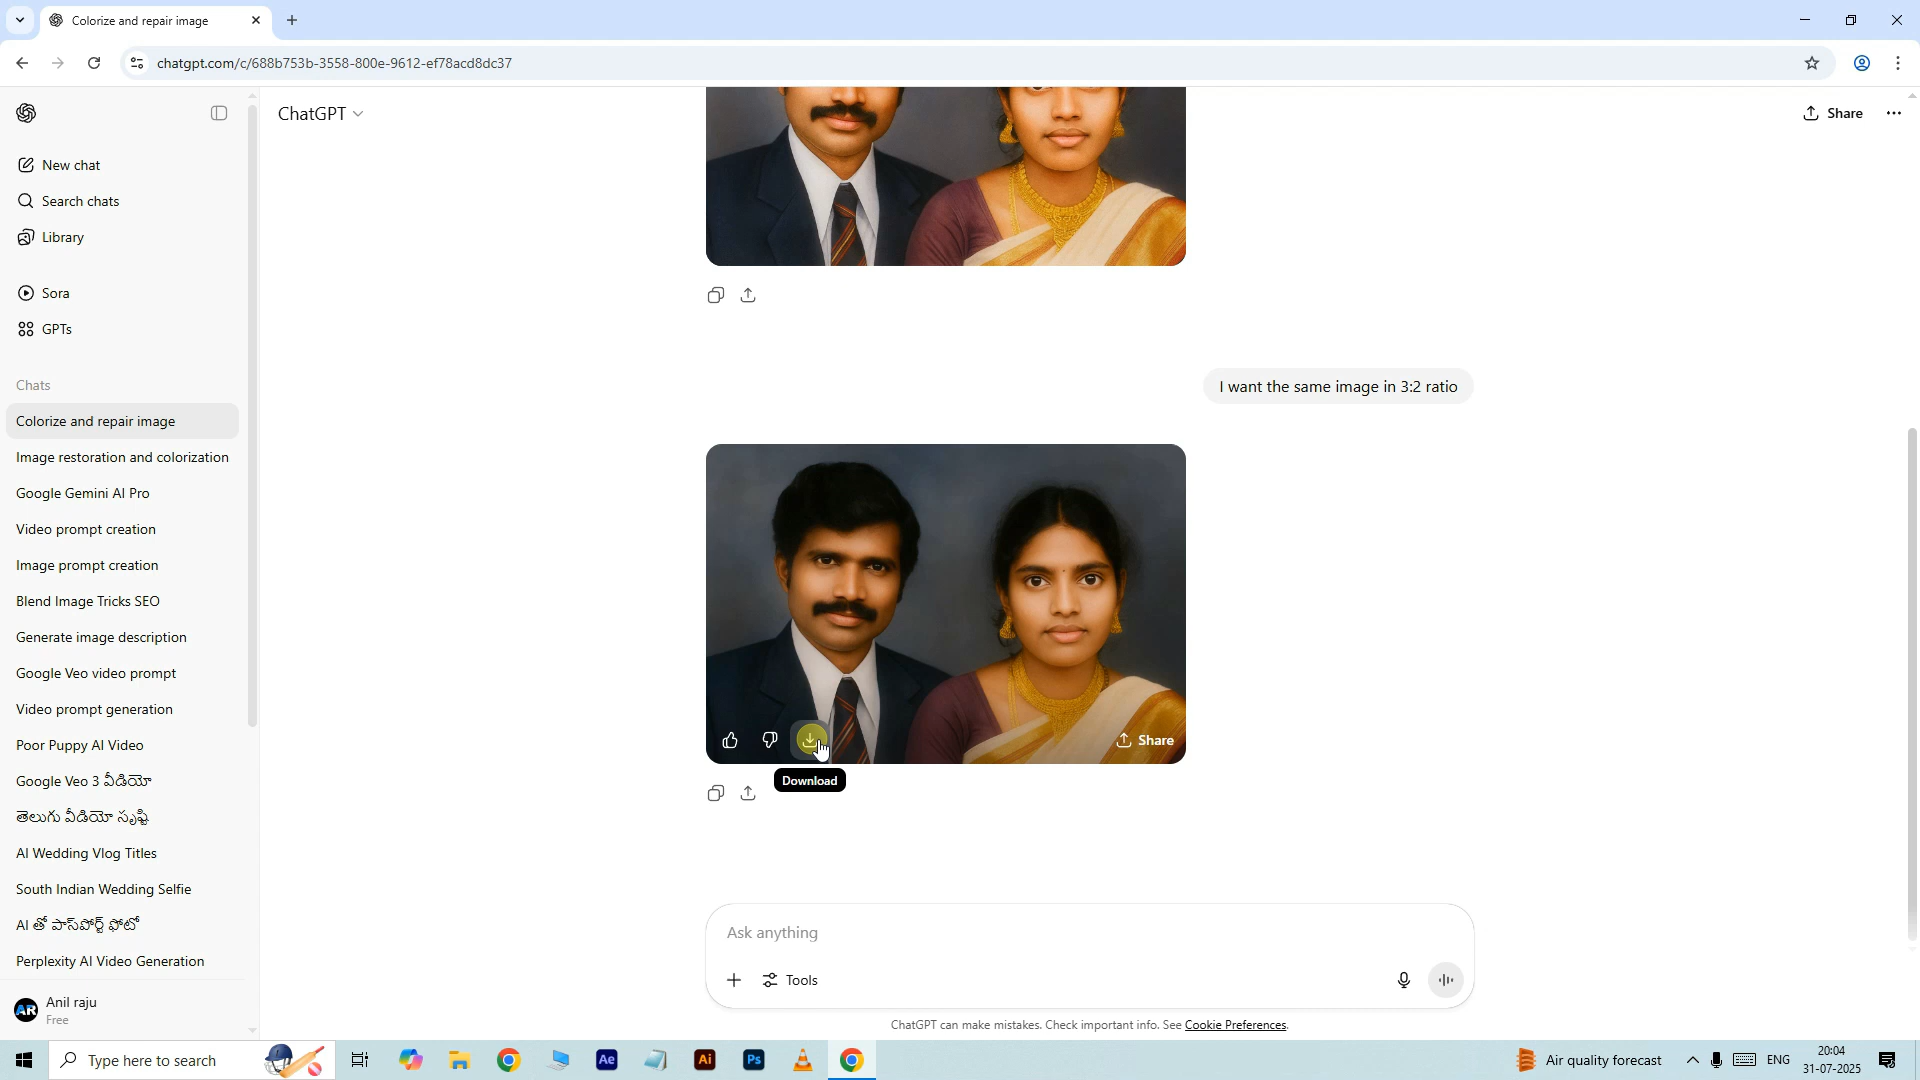 Colorize and repair image
chatgpt.com/c/688b753b-3558-800e-9612-ef78acd8dc37
ChatGPT
Share
New chat
Search chats
Library
Sora
GPTs
Chats
Colorize and repair image
Image restoration and colorization
Google Gemini AI Pro
Video prompt creation
Image prompt creation
Blend Image Tricks SEO
Generate image description
Google Veo video prompt
Video prompt generation
Poor Puppy AI Video
Google Veo 3 వీడియో
తెలుగు వీడియో సృష్టి
AI Wedding Vlog Titles
South Indian Wedding Selfie
AI తో పాస్‌పోర్ట్ ఫోటో
Perplexity AI Video Generation
AR
Anil raju
Free
I want the same image in 3:2 ratio
Share
Download
Ask anything
Tools
ChatGPT can make mistakes. Check important info. See Cookie Preferences.
Type here to search
Ae
Ai
Ps
Air quality forecast
ENG
20:04
31-07-2025